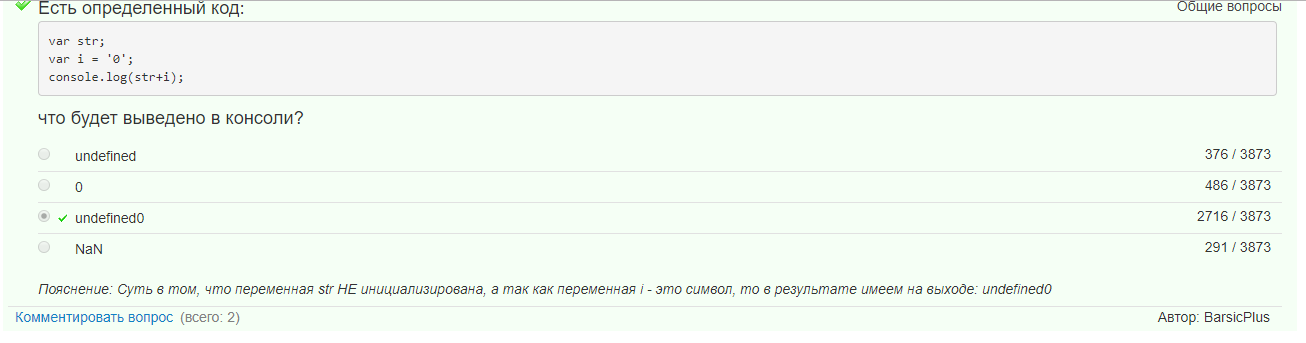 Есть определенный код:
Общие вопросы
var str;
var i = '0';
console.log(str+i);
что будет выведено в консоли?
undefined 376 / 3873
0 486 / 3873
undefined0 2716 / 3873
NaN 291 / 3873
Пояснение: Суть в том, что переменная str НЕ инициализирована, а так как переменная i - это символ, то в результате имеем на выходе: undefined0
Комментировать вопрос (всего: 2) Автор: BarsicPlus